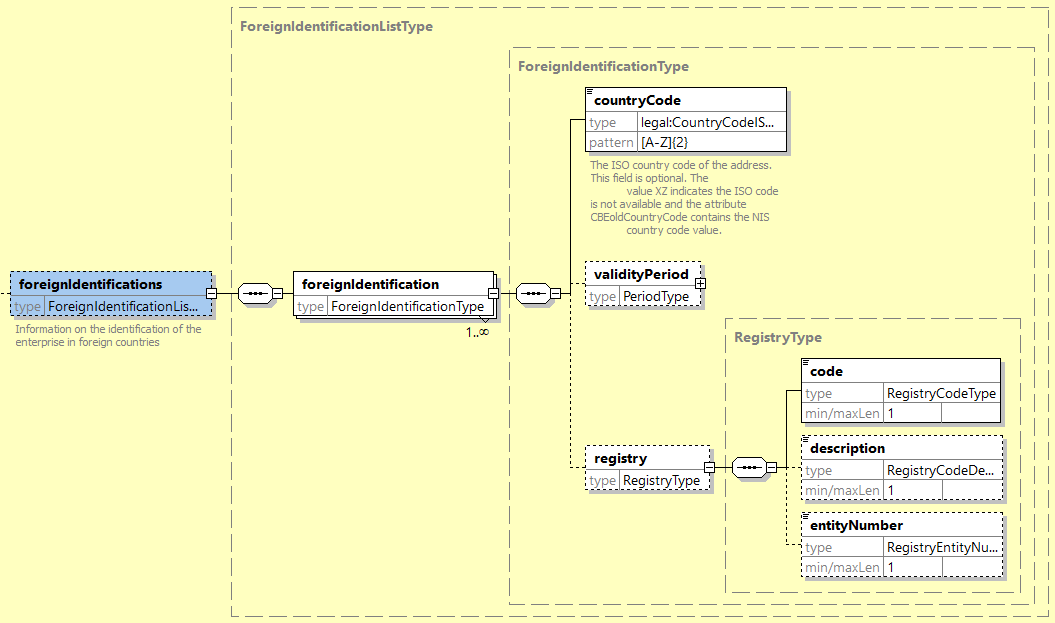 ForeignIdentificationListType
ForeignIdentificationType
countryCode
type legal:CountryCodeIS...
pattern [A-Z]{2}
The ISO country code of the address.
This field is optional. The
value XZ indicates the ISO code
is not available and the attribute
CBEoldCountryCode contains the NIS
country code value.
foreignIdentifications
type ForeignIdentificationLis...
Information on the identification of the
enterprise in foreign countries
foreignIdentification
type ForeignIdentificationType
1..∞
validityPeriod
type PeriodType
RegistryType
registry
type RegistryType
code
type RegistryCodeType
min/maxLen 1
description
type RegistryCodeDe...
min/maxLen 1
entityNumber
type RegistryEntityNu...
min/maxLen 1